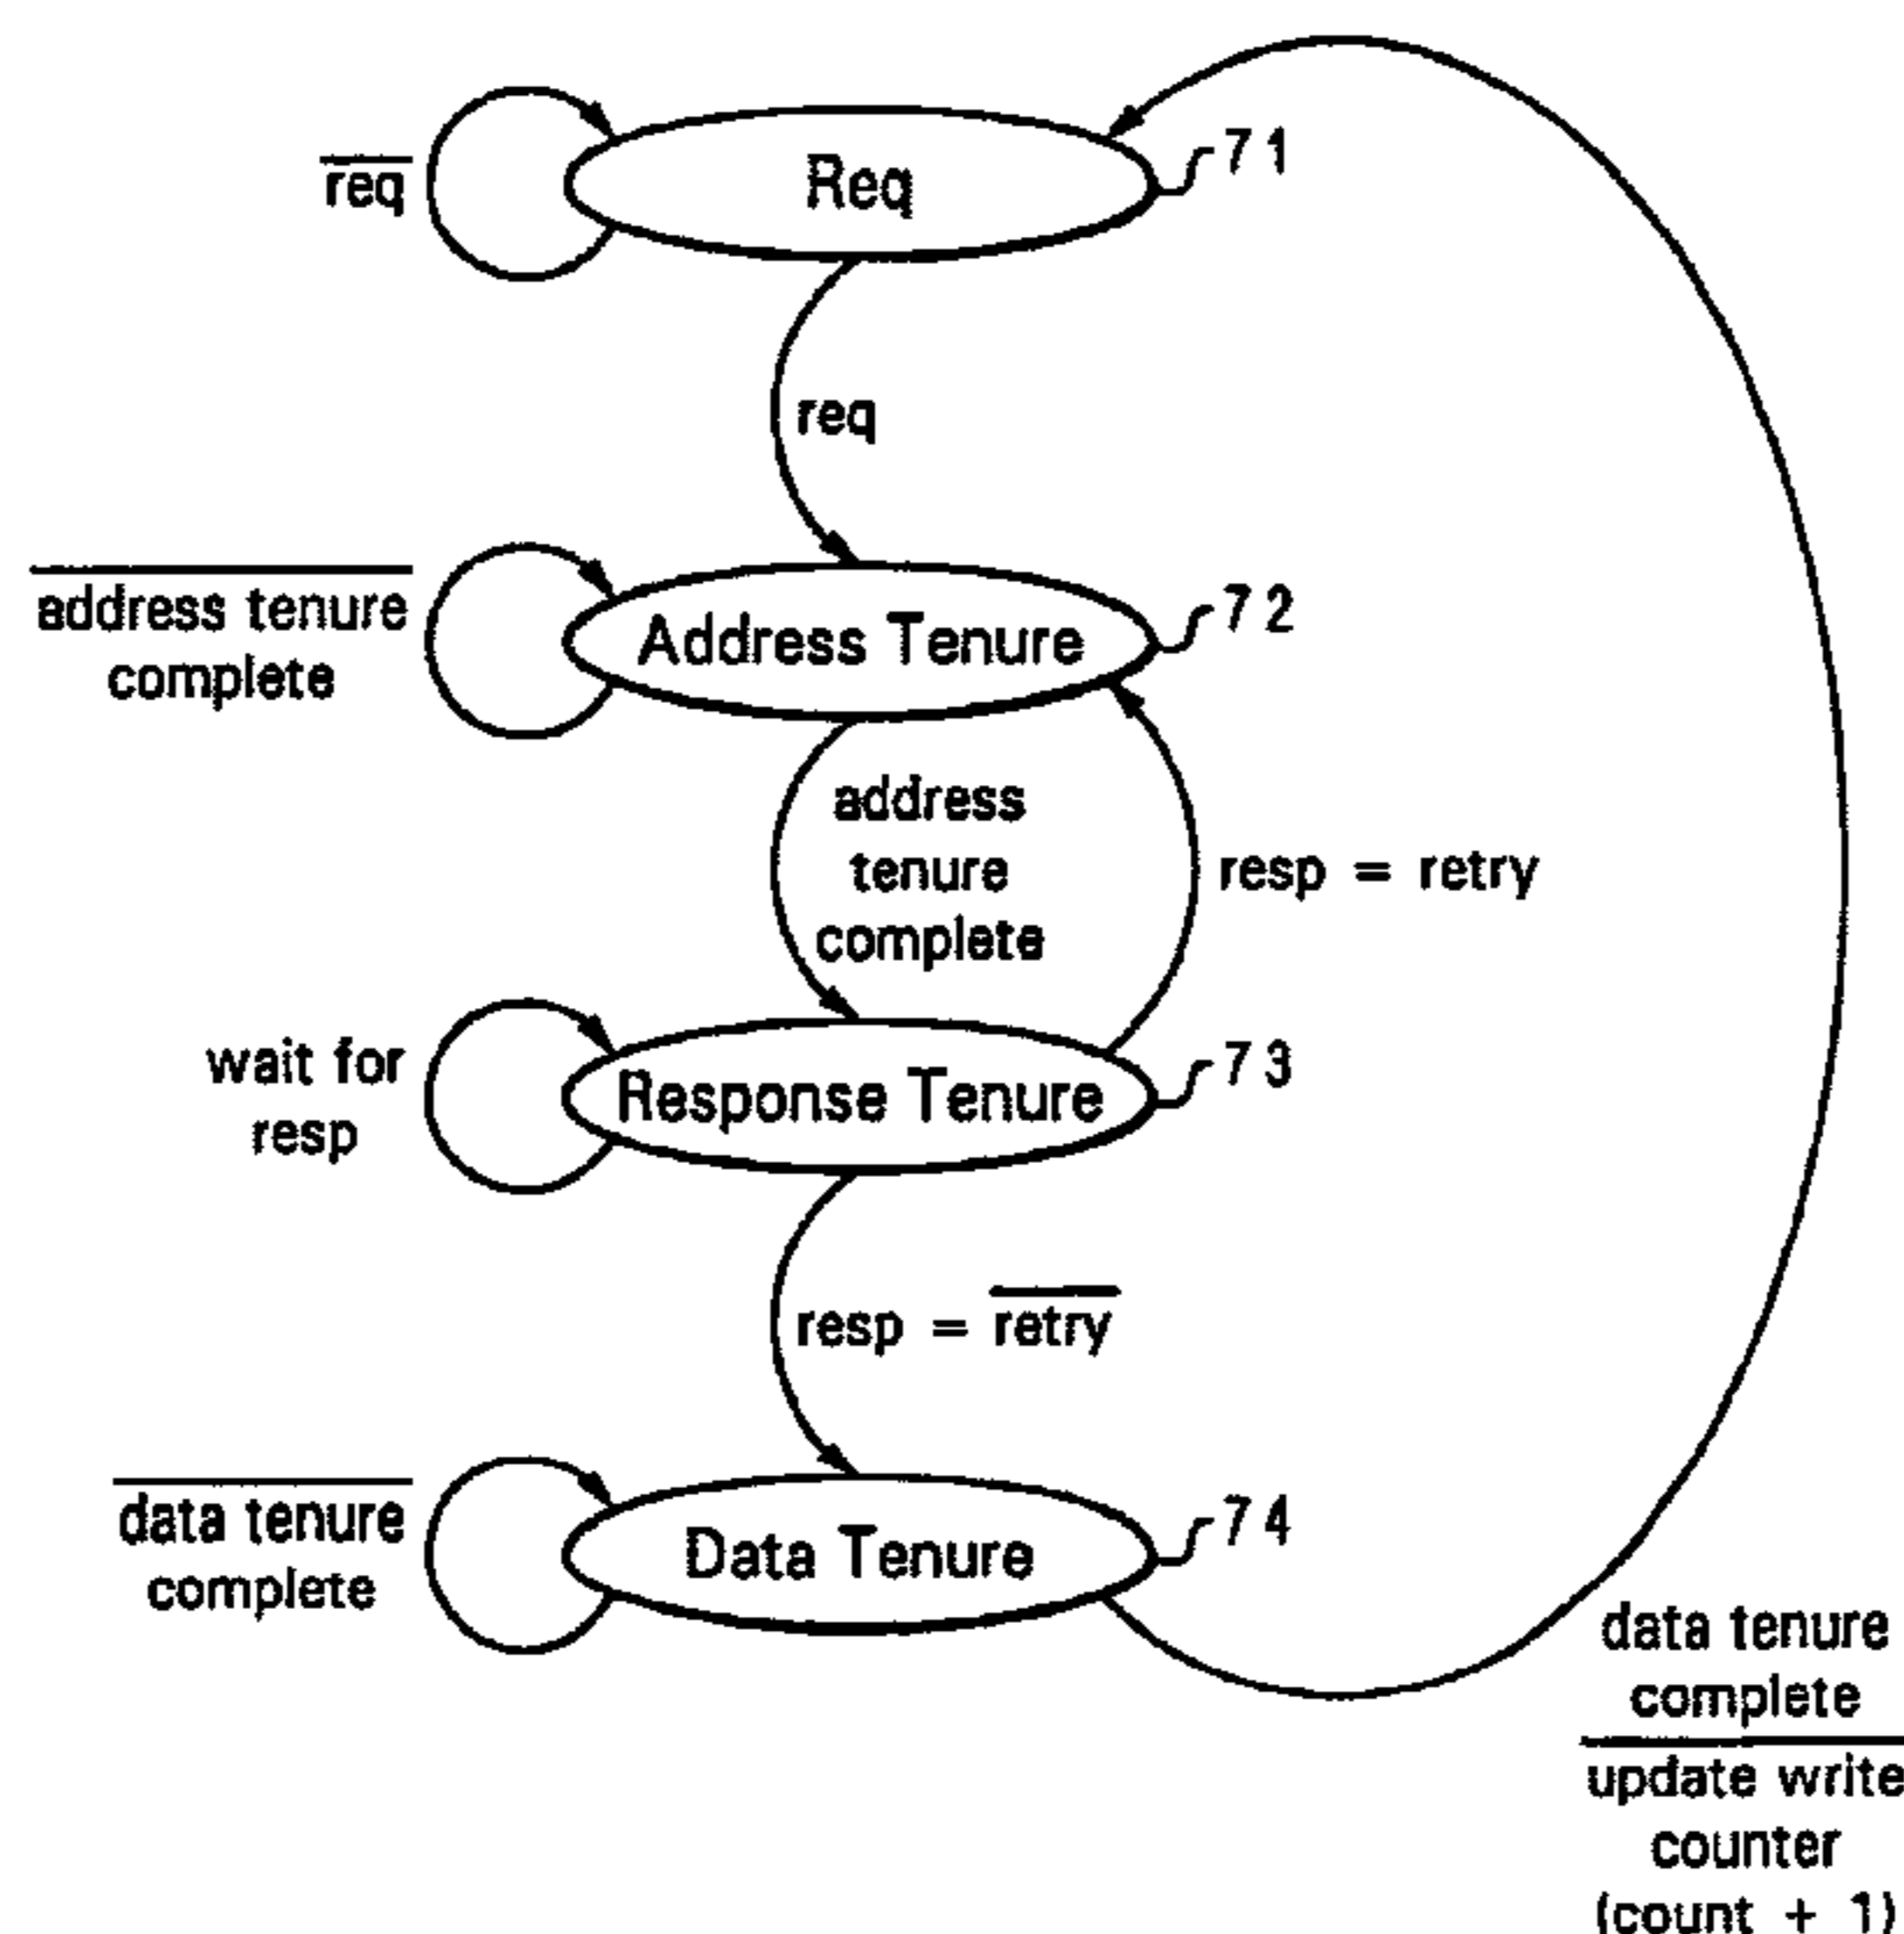 Req
71
req
req
address tenure
complete
Address Tenure
72
address
tenure
complete
resp = retry
wait for
resp
Response Tenure
73
resp = retry
data tenure
complete
Data Tenure
74
data tenure
complete
update write
counter
(count + 1)